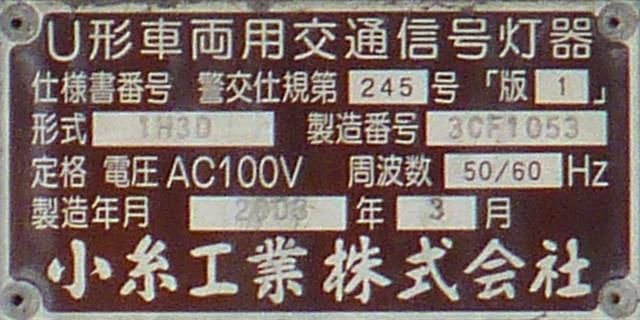 U形車両用交通信号灯器
仕様書番号 警交仕規第 245 号 「版 1 」
形式 1H3D 製造番号 3CF1053
定格 電圧 AC100V 周波数 50/60 Hz
製造年月 2003 年 3 月
小糸工業株式会社